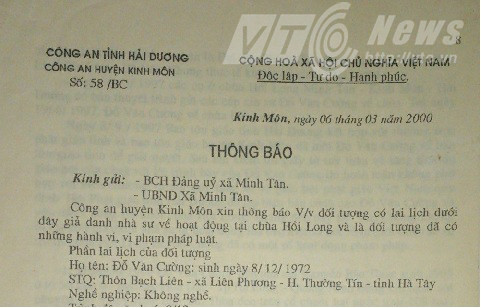 VTC News
http://vtc.vn
8
CÔNG AN TỈNH HẢI DƯƠNG
CỘNG HOÀ XÃ HỘI CHỦ NGHĨA VIỆT NAM
CÔNG AN HUYỆN KINH MÔN
Độc lập - Tự do - Hạnh phúc.
Số: 58 /BC
Kinh Môn, ngày 06 tháng 03 năm 2000
THÔNG BÁO
Kính gửi: - BCH Đảng uỷ xã Minh Tân.
- UBND Xã Minh Tân.
Công an huyện Kinh Môn xin thông báo V/v đối tượng có lai lịch dưới
đây giả danh nhà sư về hoạt động tại chùa Hồi Long và là đối tượng đã có
những hành vi, vi phạm pháp luật.
Phần lai lịch của đối tượng
Họ tên: Đỗ Văn Cường: sinh ngày 8/ 12/ 1972
STQ: Thôn Bạch Liên - xã Liên Phương - H. Thường Tín - tỉnh Hà Tây
Nghề nghiệp: Không nghề.